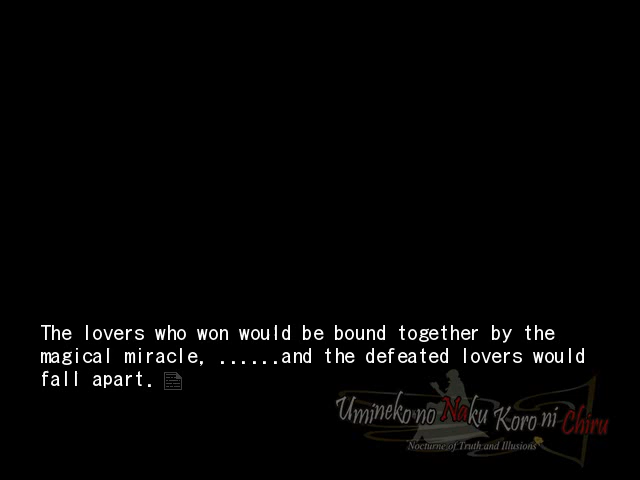 The lovers who won would be bound together by the
magical miracle, ......and the defeated lovers would
fall apart.
Umineko no Naku Koro ni Chiru
Nocturne of Truth and Illusions